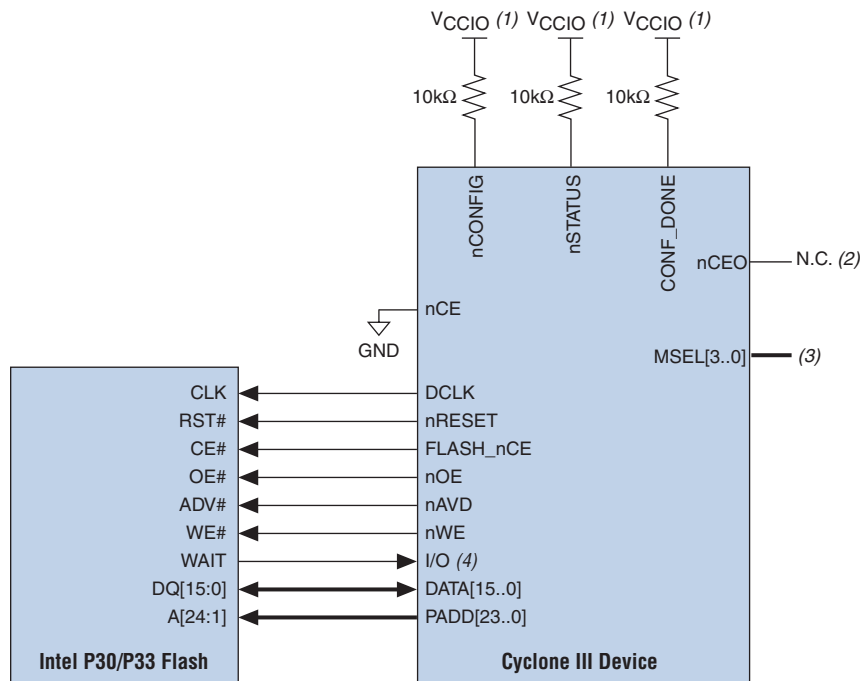 VCCIO (1) VCCIO (1) VCCIO (1)
10kΩ 10kΩ 10kΩ
nCONFIG
nSTATUS
CONF_DONE
nCEO N.C. (2)
nCE
GND
MSEL[3..0] (3)
CLK DCLK
RST# nRESET
CE# FLASH_nCE
OE# nOE
ADV# nAVD
WE# nWE
WAIT I/O (4)
DQ[15:0] DATA[15..0]
A[24:1] PADD[23..0]
Intel P30/P33 Flash Cyclone III Device